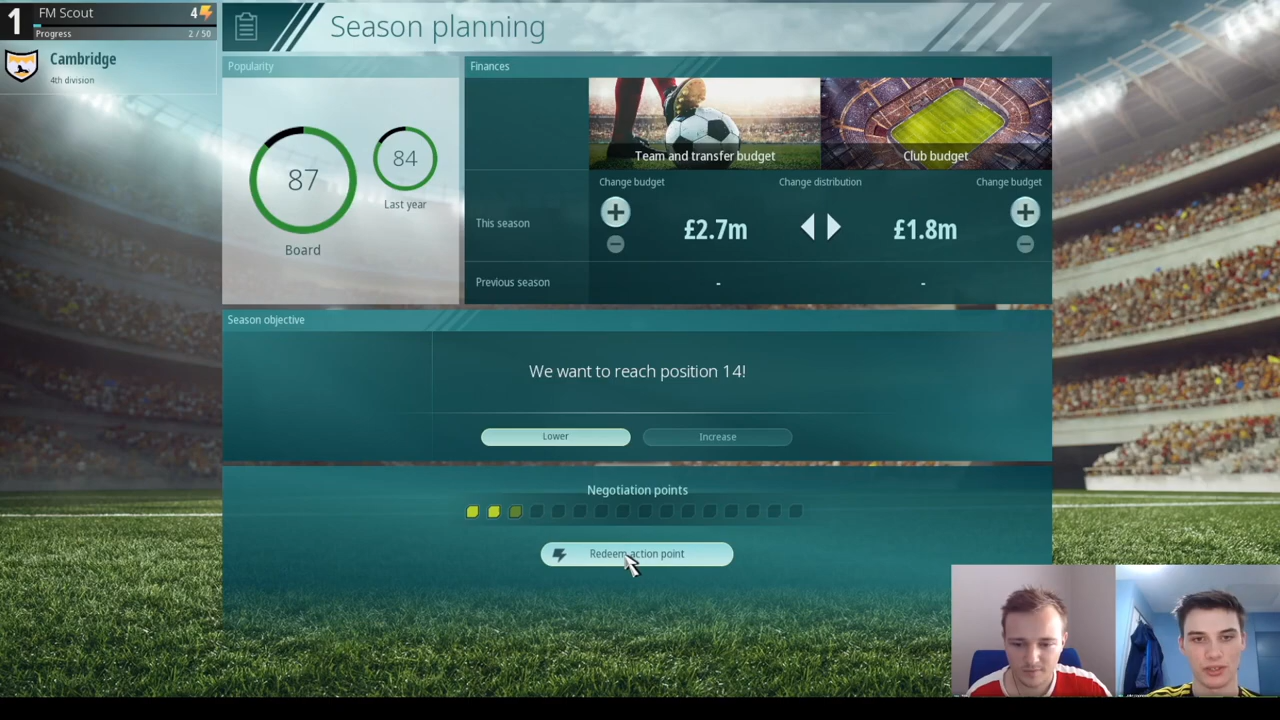 1
FM Scout
4
Progress
2 / 50
Cambridge
4th division
Season planning
Popularity
87
84
Last year
Board
Finances
Team and transfer budget
Club budget
Change budget
Change distribution
Change budget
This season
£2.7m
£1.8m
Previous season
-
-
Season objective
We want to reach position 14!
Lower
Increase
Negotiation points
Redeem action point